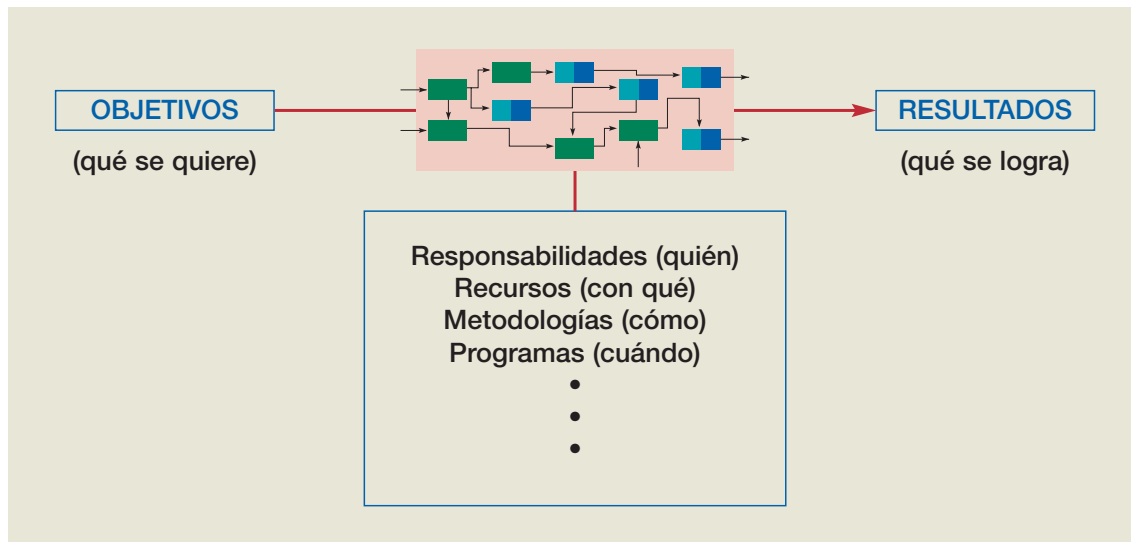 OBJETIVOS
(qué se quiere)
RESULTADOS
(qué se logra)
Responsabilidades (quién)
Recursos (con qué)
Metodologías (cómo)
Programas (cuándo)
•
•
•